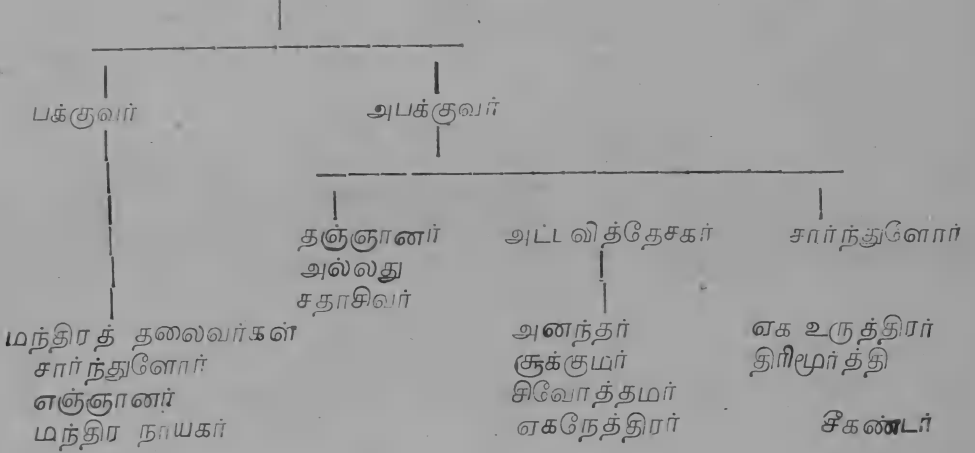 பக்குவர் அபக்குவர்
தஞ்ஞானர் அட்டவித்தேசகர் சார்ந்துளோர்
அல்லது
சதாசிவர்
மந்திரத் தலைவர்கள் அனந்தர் ஏக உருத்திரர்
சார்ந்துளோர் சூக்குமர் திரிமூர்த்தி
எஞ்ஞானர் சிவோத்தமர்
மந்திர நாயகர் ஏகநேத்திரர் சீகண்டர்